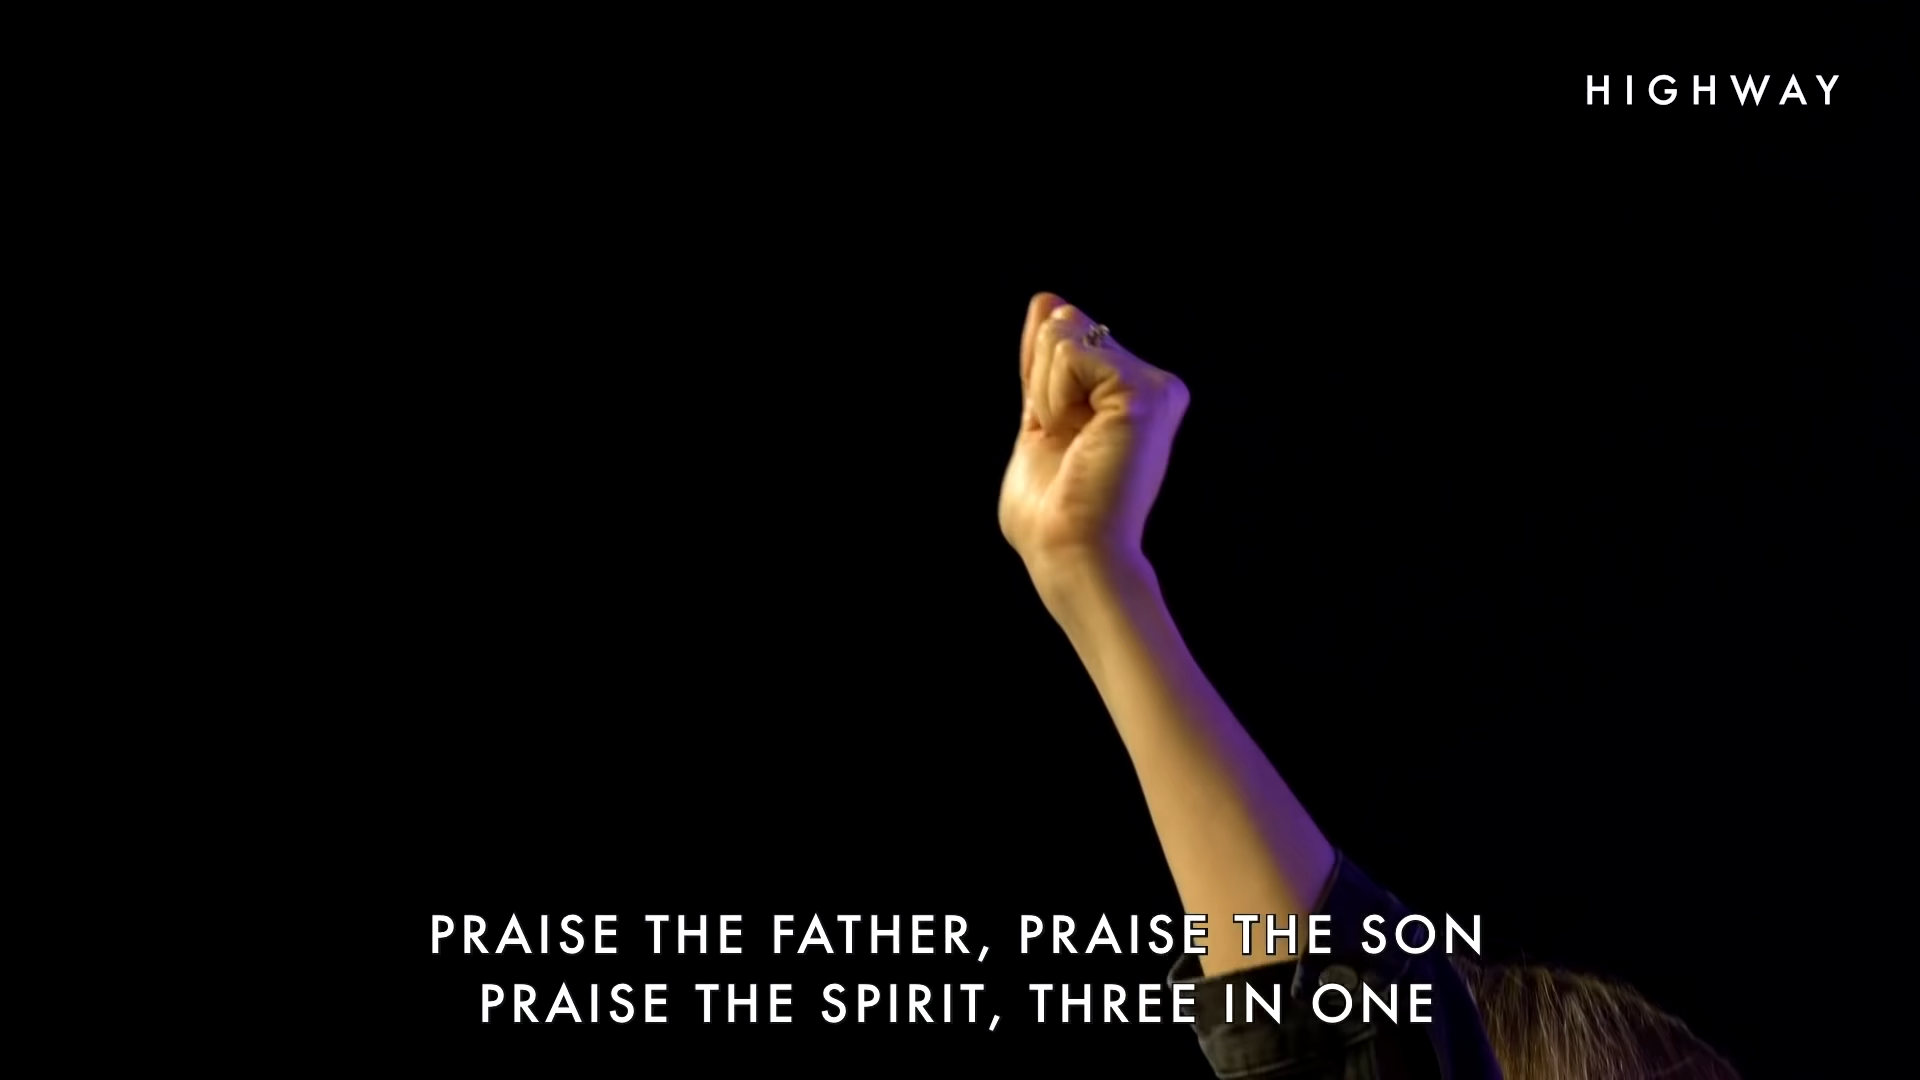 HIGHWAY
PRAISE THE FATHER, PRAISE THE SON
PRAISE THE SPIRIT, THREE IN ONE